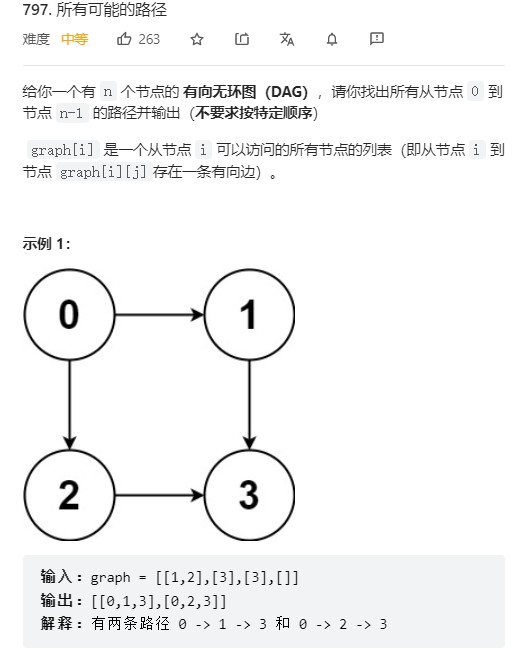 797. 所有可能的路径
难度 中等 263
给你一个有 n 个节点的 有向无环图（DAG），请你找出所有从节点 0 到
节点 n-1 的路径并输出（不要求按特定顺序）
graph[i] 是一个从节点 i 可以访问的所有节点的列表（即从节点 i 到
节点 graph[i][j]存在一条有向边）。
示例 1：
0 1
2 3
输入：graph = [[1,2],[3],[3],[]]
输出：[[0,1,3],[0,2,3]]
解释：有两条路径 0 -> 1 -> 3 和 0 -> 2 -> 3